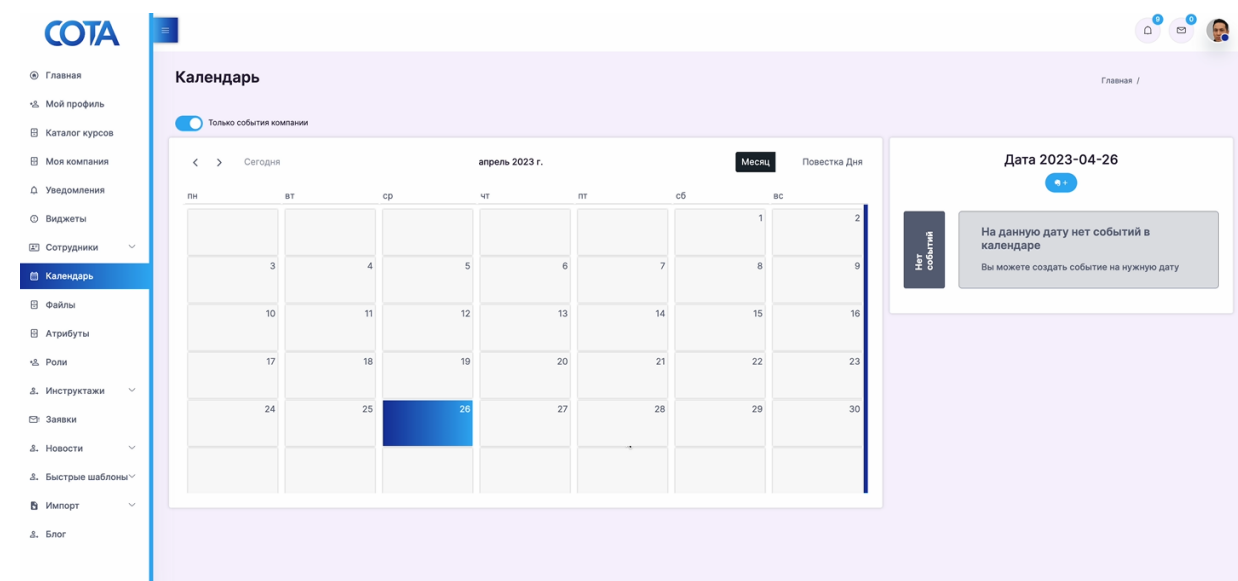 СОТА
9
0
Главная
Мой профиль
Каталог курсов
Моя компания
Уведомления
Виджеты
Сотрудники
Календарь
Файлы
Атрибуты
Роли
Инструктажи
Заявки
Новости
Быстрые шаблоны
Импорт
Блог
Календарь
Главная /
Только события компании
Сегодня
апрель 2023 г.
Месяц
Повестка Дня
пн вт ср чт пт сб вс
1 2
3 4 5 6 7 8 9
10 11 12 13 14 15 16
17 18 19 20 21 22 23
24 25 26 27 28 29 30
Дата 2023-04-26
+
Нет
событий
На данную дату нет событий в
календаре
Вы можете создать событие на нужную дату